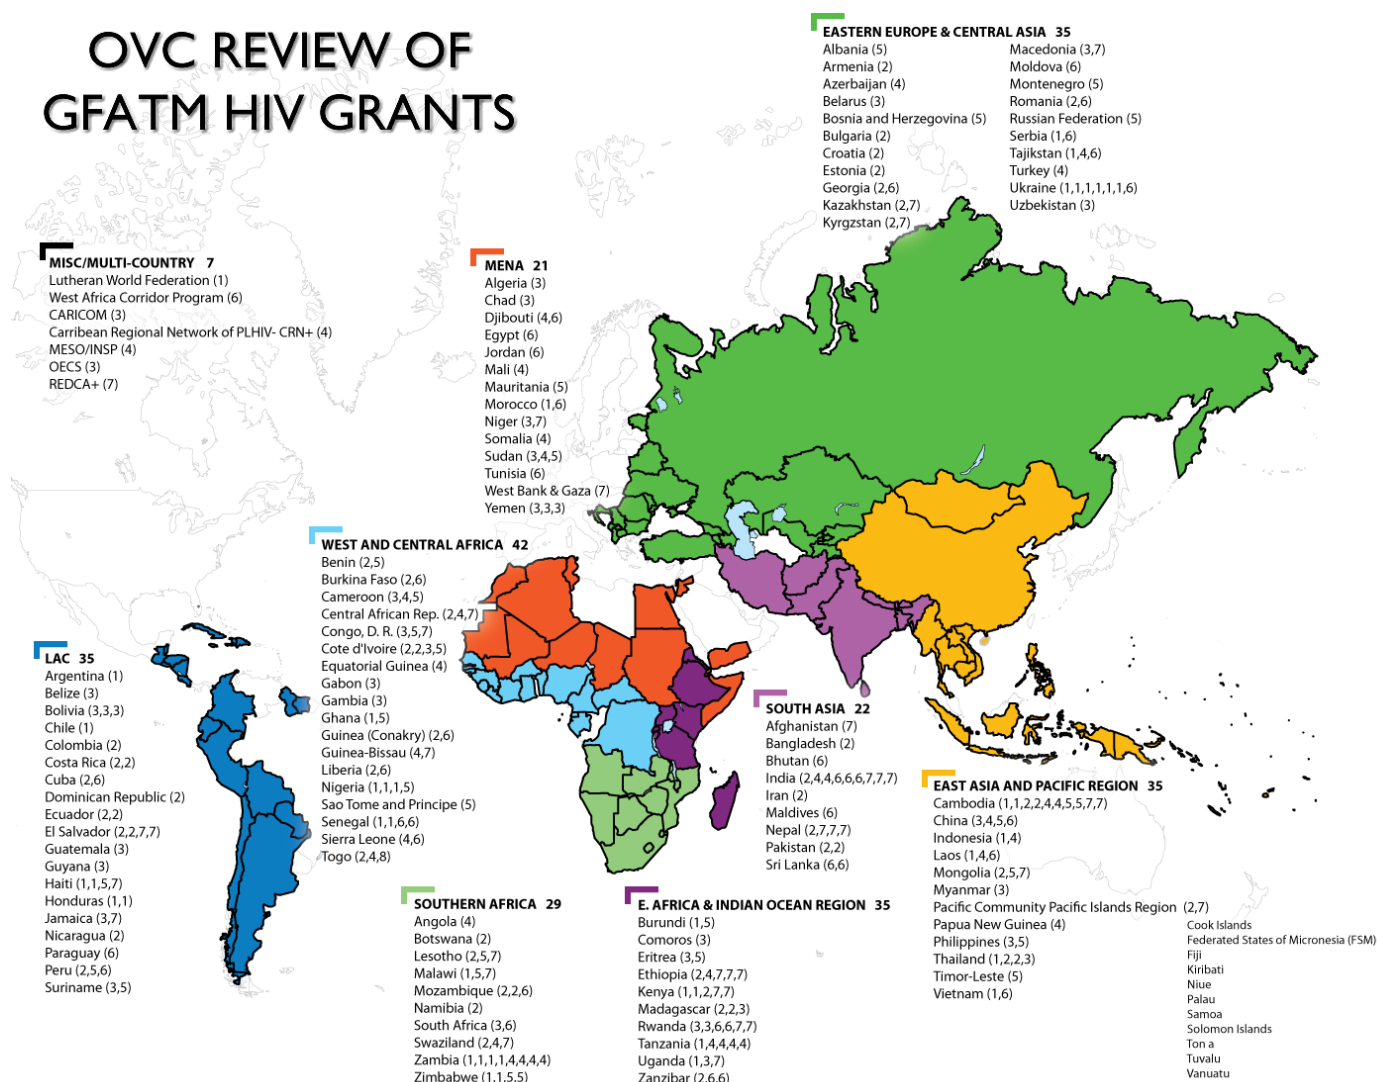 OVC REVIEW OF
GFATM HIV GRANTS
EASTERN EUROPE & CENTRAL ASIA 35
Albania (5)
Armenia (2)
Azerbaijan (4)
Belarus (3)
Bosnia and Herzegovina (5)
Bulgaria (2)
Croatia (2)
Estonia (2)
Georgia (2,6)
Kazakhstan (2,7)
Kyrgzstan (2,7)
Macedonia (3,7)
Moldova (6)
Montenegro (5)
Romania (2,6)
Russian Federation (5)
Serbia (1,6)
Tajikstan (1,4,6)
Turkey (4)
Ukraine (1,1,1,1,1,1,6)
Uzbekistan (3)
MISC/MULTI-COUNTRY 7
Lutheran World Federation (1)
West Africa Corridor Program (6)
CARICOM (3)
Carribean Regional Network of PLHIV- CRN+ (4)
MESO/INSP (4)
OECS (3)
REDCA+ (7)
MENA 21
Algeria (3)
Chad (3)
Djibouti (4,6)
Egypt (6)
Jordan (6)
Mali (4)
Mauritania (5)
Morocco (1,6)
Niger (3,7)
Somalia (4)
Sudan (3,4,5)
Tunisia (6)
West Bank & Gaza (7)
Yemen (3,3,3)
WEST AND CENTRAL AFRICA 42
Benin (2,5)
Burkina Faso (2,6)
Cameroon (3,4,5)
Central African Rep. (2,4,7)
Congo, D. R. (3,5,7)
Cote d'Ivoire (2,2,3,5)
Equatorial Guinea (4)
Gabon (3)
Gambia (3)
Ghana (1,5)
Guinea (Conakry) (2,6)
Guinea-Bissau (4,7)
Liberia (2,6)
Nigeria (1,1,1,5)
Sao Tome and Principe (5)
Senegal (1,1,6,6)
Sierra Leone (4,6)
Togo (2,4,8)
LAC 35
Argentina (1)
Belize (3)
Bolivia (3,3,3)
Chile (1)
Colombia (2)
Costa Rica (2,2)
Cuba (2,6)
Dominican Republic (2)
Ecuador (2,2)
El Salvador (2,2,7,7)
Guatemala (3)
Guyana (3)
Haiti (1,1,5,7)
Honduras (1,1)
Jamaica (3,7)
Nicaragua (2)
Paraguay (6)
Peru (2,5,6)
Suriname (3,5)
SOUTH ASIA 22
Afghanistan (7)
Bangladesh (2)
Bhutan (6)
India (2,4,4,6,6,6,7,7,7)
Iran (2)
Maldives (6)
Nepal (2,7,7,7)
Pakistan (2,2)
Sri Lanka (6,6)
EAST ASIA AND PACIFIC REGION 35
Cambodia (1,1,2,2,4,4,5,5,7,7)
China (3,4,5,6)
Indonesia (1,4)
Laos (1,4,6)
Mongolia (2,5,7)
Myanmar (3)
Pacific Community Pacific Islands Region (2,7)
Papua New Guinea (4)
Philippines (3,5)
Thailand (1,2,2,3)
Timor-Leste (5)
Vietnam (1,6)
Cook Islands
Federated States of Micronesia (FSM)
Fiji
Kiribati
Niue
Palau
Samoa
Solomon Islands
Ton a
Tuvalu
Vanuatu
SOUTHERN AFRICA 29
Angola (4)
Botswana (2)
Lesotho (2,5,7)
Malawi (1,5,7)
Mozambique (2,2,6)
Namibia (2)
South Africa (3,6)
Swaziland (2,4,7)
Zambia (1,1,1,1,4,4,4,4)
Zimbabwe (1,1,5,5)
E. AFRICA & INDIAN OCEAN REGION 35
Burundi (1,5)
Comoros (3)
Eritrea (3,5)
Ethiopia (2,4,7,7,7)
Kenya (1,1,2,7,7)
Madagascar (2,2,3)
Rwanda (3,3,6,6,7,7)
Tanzania (1,4,4,4,4)
Uganda (1,3,7)
Zanzibar (2,6,6)